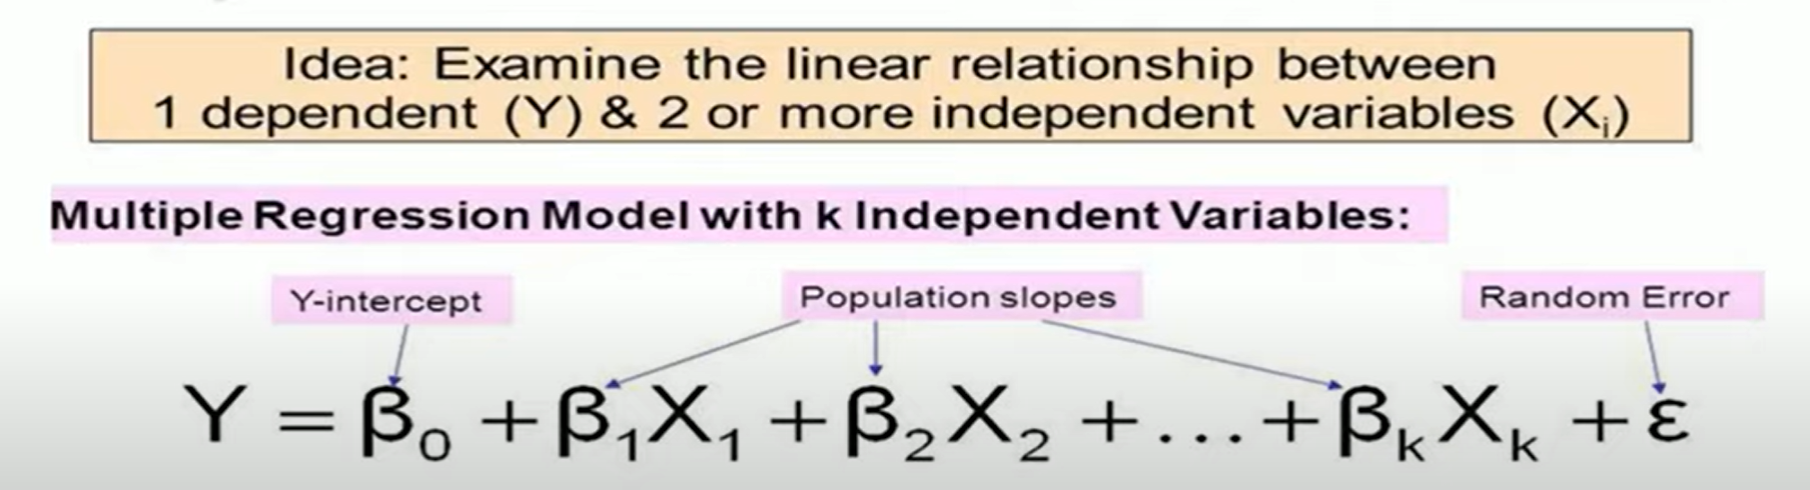 Idea: Examine the linear relationship between
1 dependent (Y) & 2 or more independent variables (Xᵢ)
Multiple Regression Model with k Independent Variables:
Y-intercept
Population slopes
Random Error
Y = β₀ + β₁X₁ + β₂X₂ + ... + βₖXₖ + ε